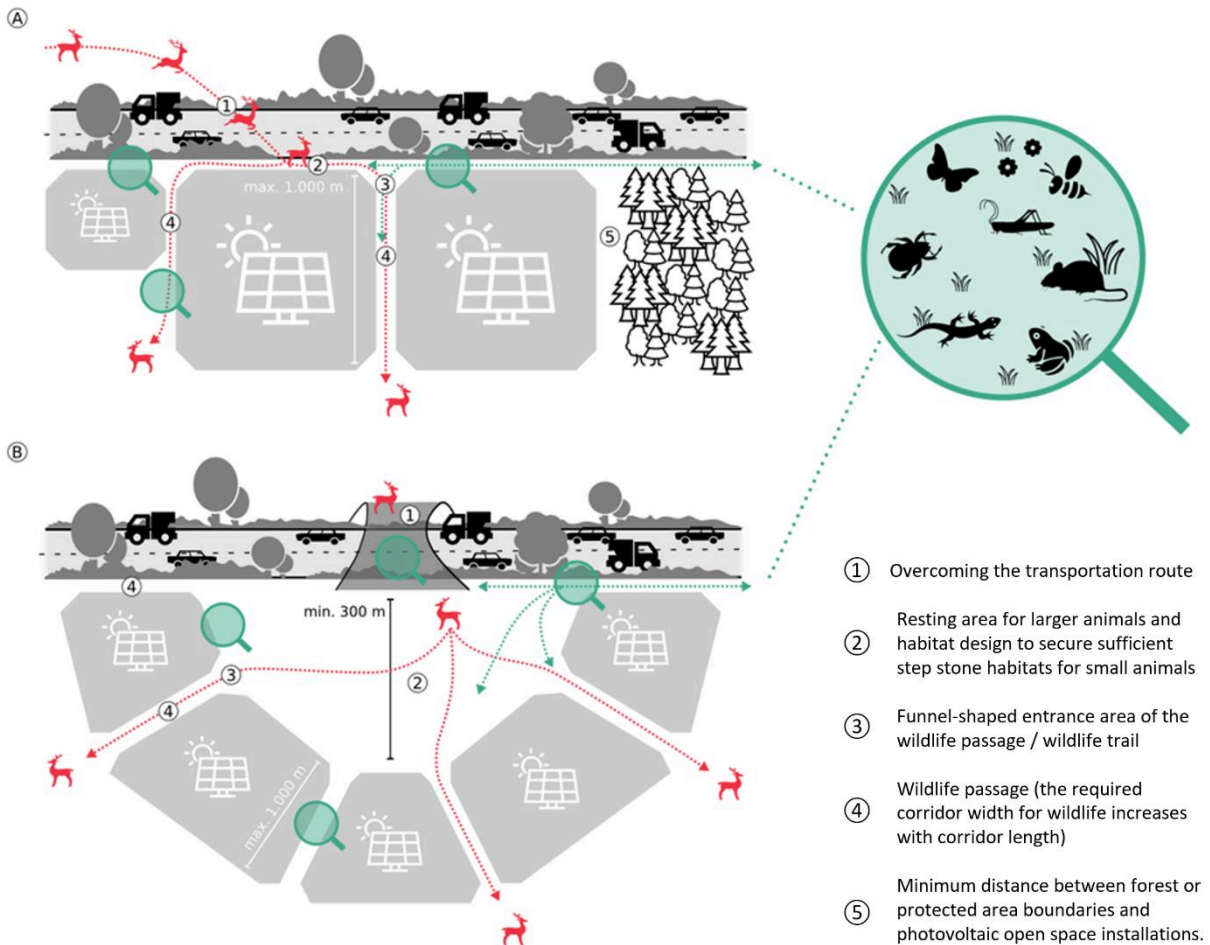 Ⓐ
①
②
③
max. 1.000 m
④
④
⑤
Ⓑ
①
④
min. 300 m
③
②
④
max. 1.000 m
① Overcoming the transportation route
Resting area for larger animals and
② habitat design to secure sufficient
step stone habitats for small animals
③ Funnel-shaped entrance area of the
wildlife passage / wildlife trail
Wildlife passage (the required
④ corridor width for wildlife increases
with corridor length)
Minimum distance between forest or
⑤ protected area boundaries and
photovoltaic open space installations.